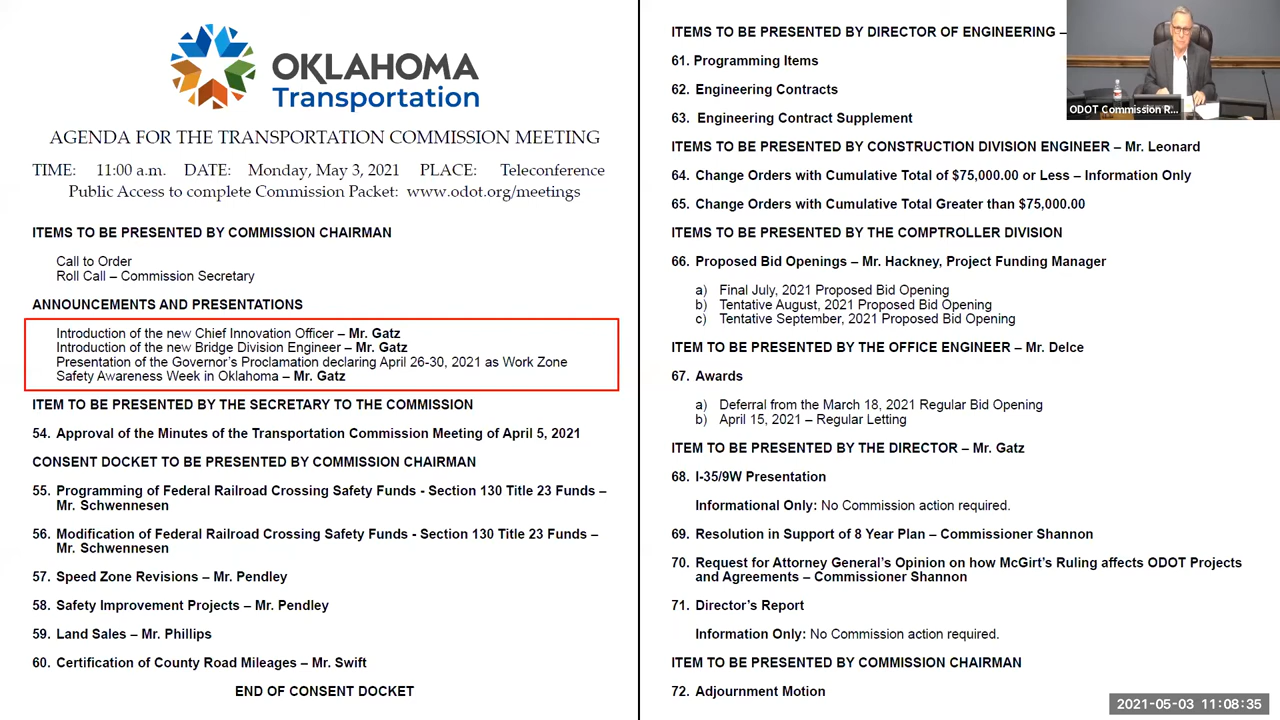 OKLAHOMA
Transportation
AGENDA FOR THE TRANSPORTATION COMMISSION MEETING
TIME: 11:00 a.m. DATE: Monday, May 3, 2021 PLACE: Teleconference
Public Access to complete Commission Packet: www.odot.org/meetings
ITEMS TO BE PRESENTED BY COMMISSION CHAIRMAN
Call to Order
Roll Call – Commission Secretary
ANNOUNCEMENTS AND PRESENTATIONS
Introduction of the new Chief Innovation Officer – Mr. Gatz
Introduction of the new Bridge Division Engineer – Mr. Gatz
Presentation of the Governor's Proclamation declaring April 26-30, 2021 as Work Zone
Safety Awareness Week in Oklahoma – Mr. Gatz
ITEM TO BE PRESENTED BY THE SECRETARY TO THE COMMISSION
54. Approval of the Minutes of the Transportation Commission Meeting of April 5, 2021
CONSENT DOCKET TO BE PRESENTED BY COMMISSION CHAIRMAN
55. Programming of Federal Railroad Crossing Safety Funds - Section 130 Title 23 Funds –
Mr. Schwennesen
56. Modification of Federal Railroad Crossing Safety Funds - Section 130 Title 23 Funds –
Mr. Schwennesen
57. Speed Zone Revisions – Mr. Pendley
58. Safety Improvement Projects – Mr. Pendley
59. Land Sales – Mr. Phillips
60. Certification of County Road Mileages – Mr. Swift
END OF CONSENT DOCKET
ITEMS TO BE PRESENTED BY DIRECTOR OF ENGINEERING –
61. Programming Items
62. Engineering Contracts
63. Engineering Contract Supplement
ITEMS TO BE PRESENTED BY CONSTRUCTION DIVISION ENGINEER – Mr. Leonard
64. Change Orders with Cumulative Total of $75,000.00 or Less – Information Only
65. Change Orders with Cumulative Total Greater than $75,000.00
ITEMS TO BE PRESENTED BY THE COMPTROLLER DIVISION
66. Proposed Bid Openings – Mr. Hackney, Project Funding Manager
a) Final July, 2021 Proposed Bid Opening
b) Tentative August, 2021 Proposed Bid Opening
c) Tentative September, 2021 Proposed Bid Opening
ITEM TO BE PRESENTED BY THE OFFICE ENGINEER – Mr. Delce
67. Awards
a) Deferral from the March 18, 2021 Regular Bid Opening
b) April 15, 2021 – Regular Letting
ITEM TO BE PRESENTED BY THE DIRECTOR – Mr. Gatz
68. I-35/9W Presentation
Informational Only: No Commission action required.
69. Resolution in Support of 8 Year Plan – Commissioner Shannon
70. Request for Attorney General's Opinion on how McGirt's Ruling affects ODOT Projects
and Agreements – Commissioner Shannon
71. Director's Report
Information Only: No Commission action required.
ITEM TO BE PRESENTED BY COMMISSION CHAIRMAN
72. Adjournment Motion
ODOT Commission R...
2021-05-03 11:08:35